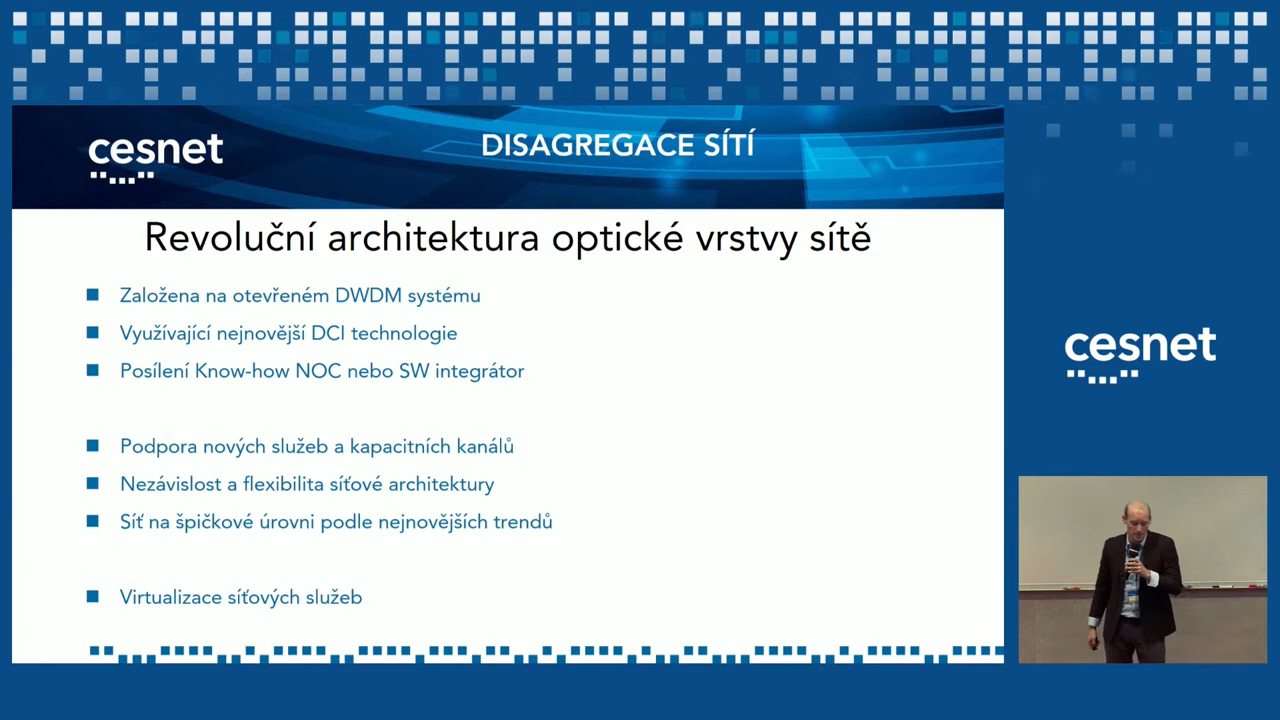 cesnet
DISAGREGACE SÍTÍ
Revoluční architektura optické vrstvy sítě
Založena na otevřeném DWDM systému
Využívající nejnovější DCI technologie
Posílení Know-how NOC nebo SW integrátor
Podpora nových služeb a kapacitních kanálů
Nezávislost a flexibilita síťové architektury
Síť na špičkové úrovni podle nejnovějších trendů
Virtualizace síťových služeb
cesnet